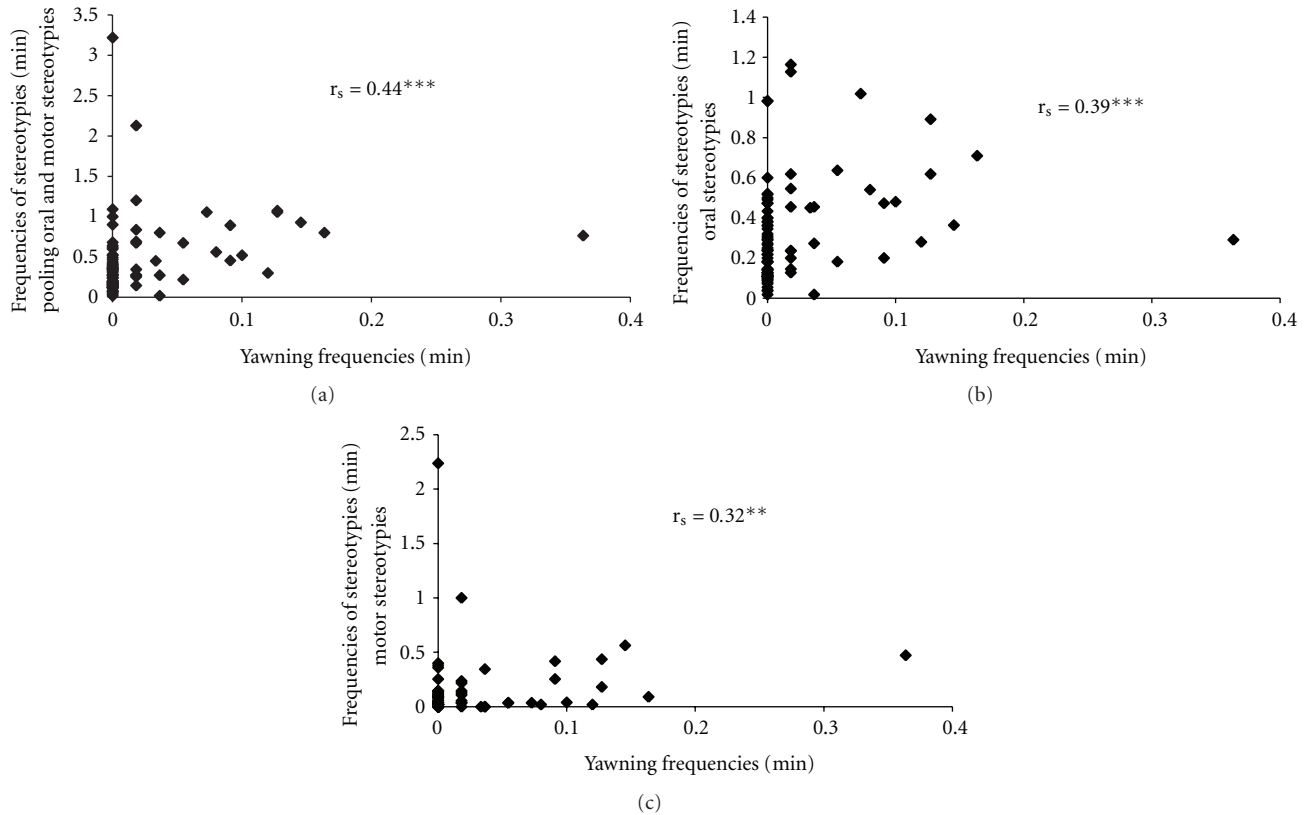 Frequencies of stereotypies (min)
pooling oral and motor stereotypies
3.5
3
2.5
2
1.5
1
0.5
0
0
0.1
0.2
0.3
0.4
r_s = 0.44***
Yawning frequencies (min)
(a)
Frequencies of stereotypies (min)
oral stereotypies
1.4
1.2
1
0.8
0.6
0.4
0.2
0
0
0.1
0.2
0.3
0.4
r_s = 0.39***
Yawning frequencies (min)
(b)
Frequencies of stereotypies (min)
motor stereotypies
2.5
2
1.5
1
0.5
0
0
0.1
0.2
0.3
0.4
r_s = 0.32**
Yawning frequencies (min)
(c)